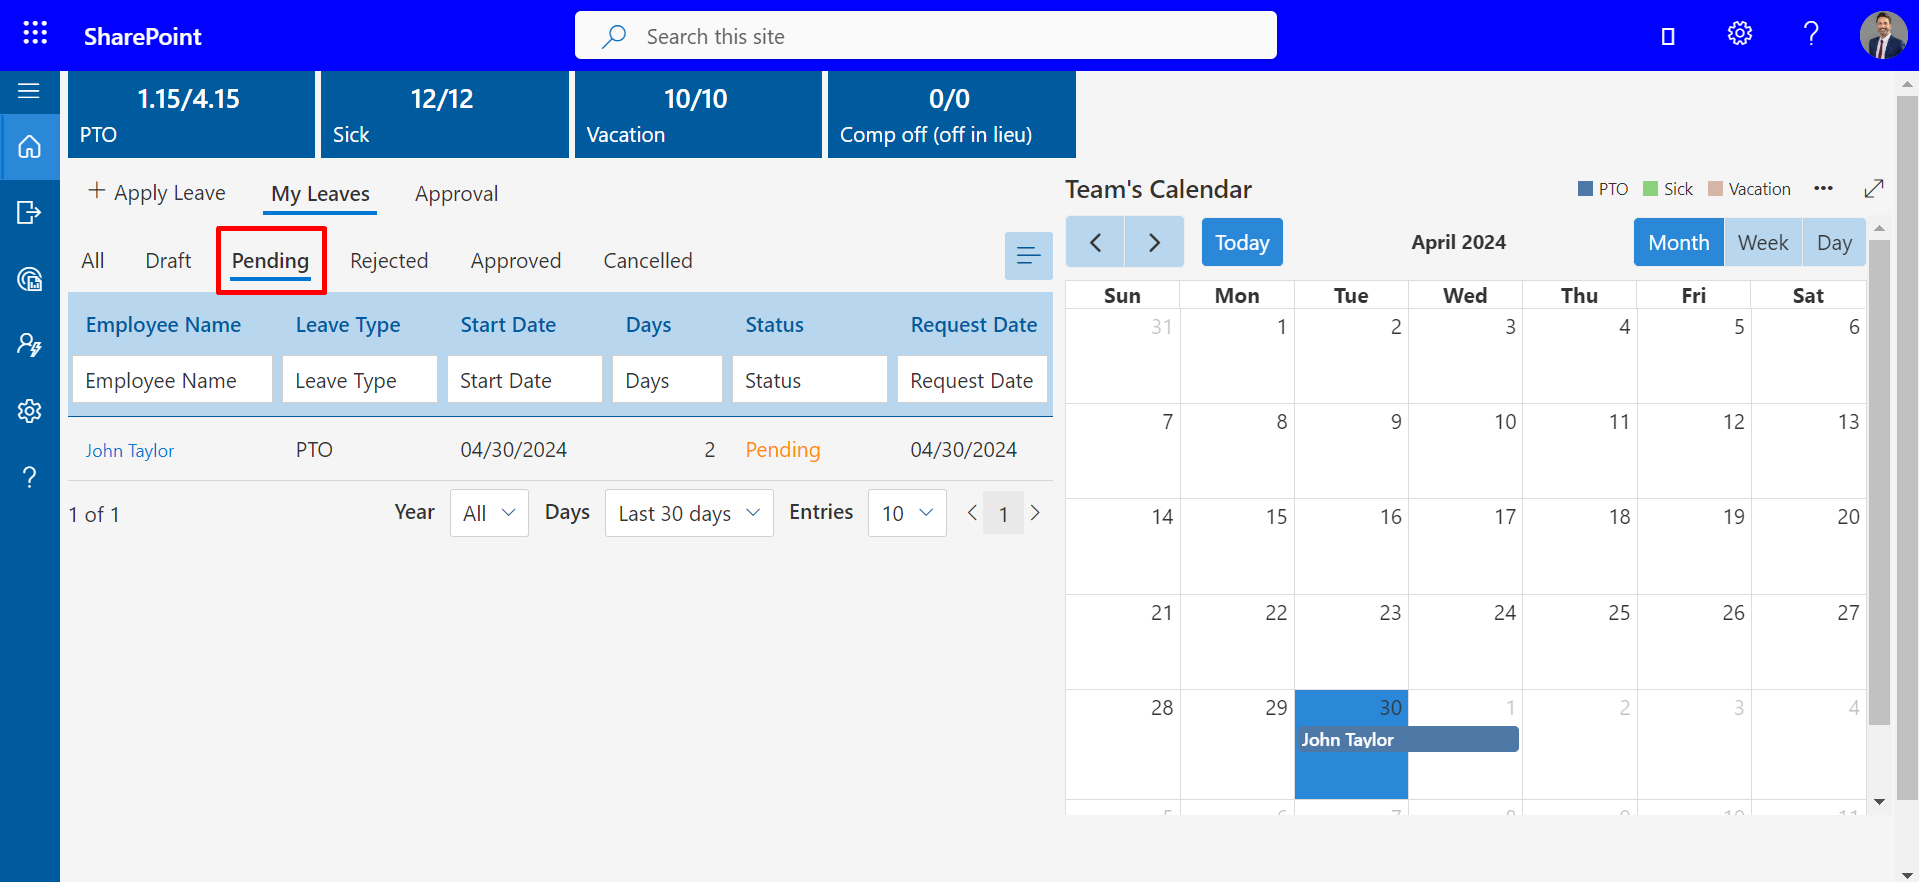 SharePoint
Search this site
1.15/4.15
PTO
12/12
Sick
10/10
Vacation
0/0
Comp off (off in lieu)
Apply Leave
My Leaves
Approval
All
Draft
Pending
Rejected
Approved
Cancelled
Employee Name Leave Type Start Date Days Status Request Date
Employee Name Leave Type Start Date Days Status Request Date
John Taylor PTO 04/30/2024 2 Pending 04/30/2024
1 of 1
Year All Days Last 30 days Entries 10 1
Team's Calendar
PTO Sick Vacation
Today
April 2024
Month Week Day
Sun Mon Tue Wed Thu Fri Sat
31 1 2 3 4 5 6
7 8 9 10 11 12 13
14 15 16 17 18 19 20
21 22 23 24 25 26 27
28 29 30 1 2 3 4
John Taylor